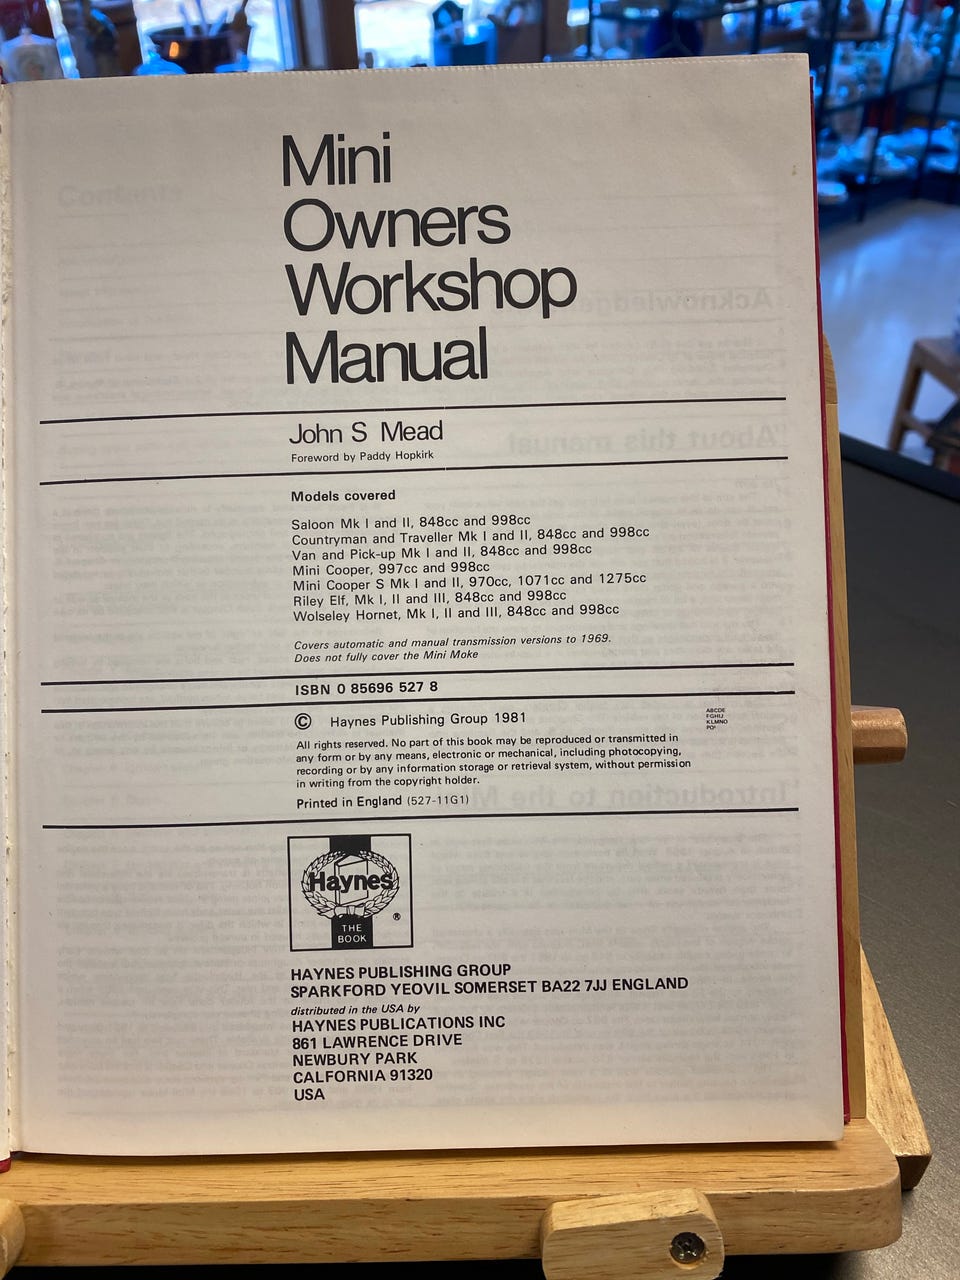 Mini
Owners
Workshop
Manual
John S Mead
Foreword by Paddy Hopkirk
Models covered
Saloon Mk I and II, 848cc and 998cc
Countryman and Traveller Mk I and II, 848cc and 998cc
Van and Pick-up Mk I and II, 848cc and 998cc
Mini Cooper, 997cc and 998cc
Mini Cooper S Mk I and II, 970cc, 1071cc and 1275cc
Riley Elf, Mk I, II and III, 848cc and 998cc
Wolseley Hornet, Mk I, II and III, 848cc and 998cc
Covers automatic and manual transmission versions to 1969.
Does not fully cover the Mini Moke
ISBN 0 85696 527 8
© Haynes Publishing Group 1981
ABCDE
FGHIJ
KLMNO
All rights reserved. No part of this book may be reproduced or transmitted in
any form or by any means, electronic or mechanical, including photocopying,
recording or by any information storage or retrieval system, without permission
in writing from the copyright holder.
Printed in England (527-11G1)
Haynes
®
THE
BOOK
HAYNES PUBLISHING GROUP
SPARKFORD YEOVIL SOMERSET BA22 7JJ ENGLAND
distributed in the USA by
HAYNES PUBLICATIONS INC
861 LAWRENCE DRIVE
NEWBURY PARK
CALFORNIA 91320
USA